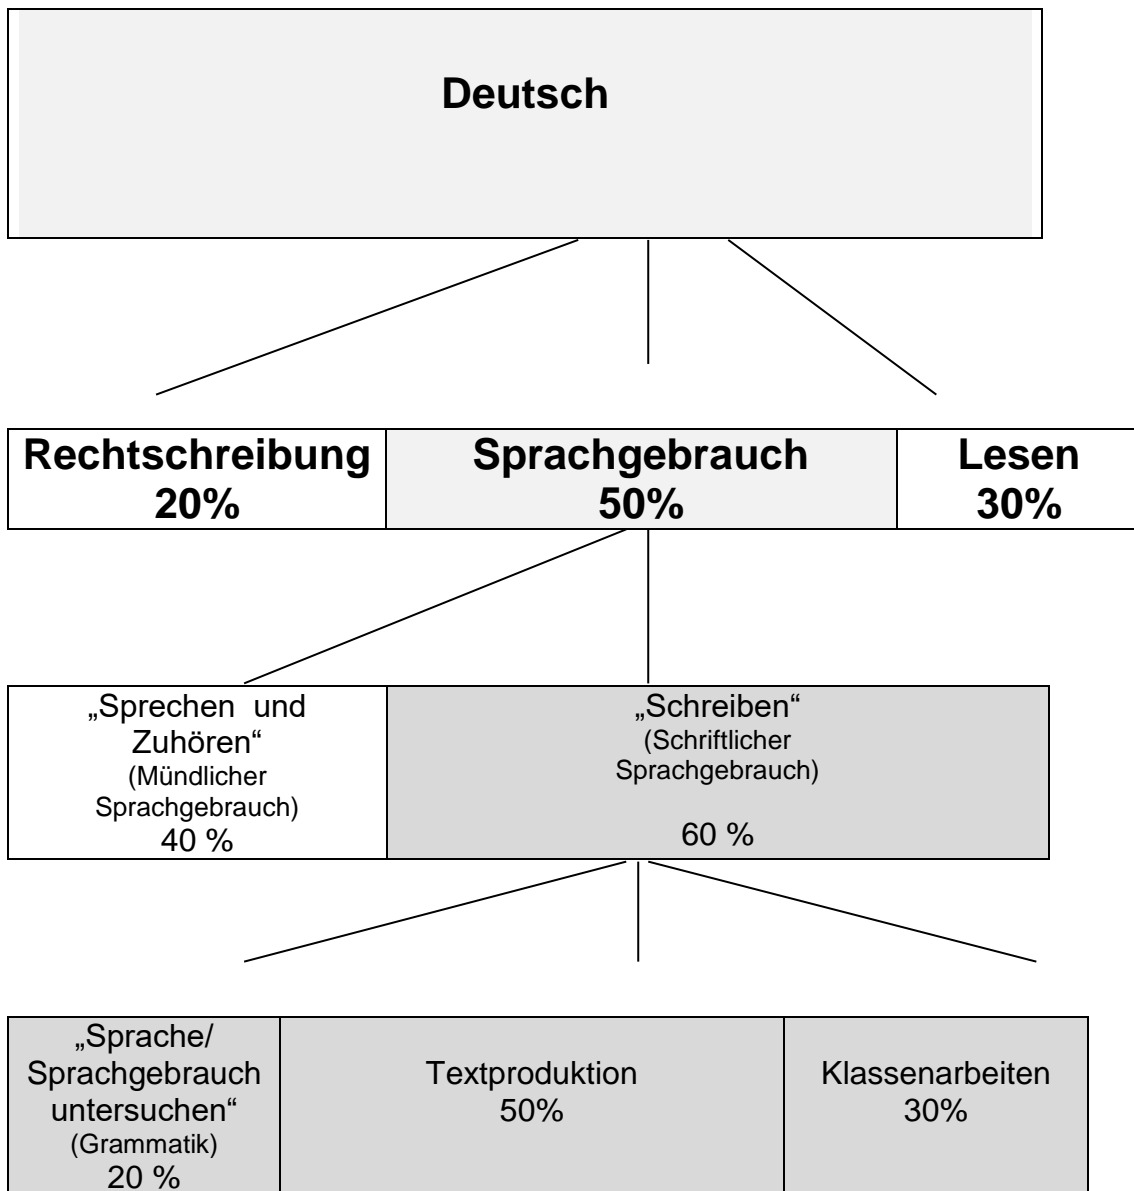 Deutsch
Rechtschreibung
20%
Sprachgebrauch
50%
Lesen
30%
„Sprechen und
Zuhören“
(Mündlicher
Sprachgebrauch)
40 %
„Schreiben“
(Schriftlicher
Sprachgebrauch)
60 %
„Sprache/
Sprachgebrauch
untersuchen“
(Grammatik)
20 %
Textproduktion
50%
Klassenarbeiten
30%